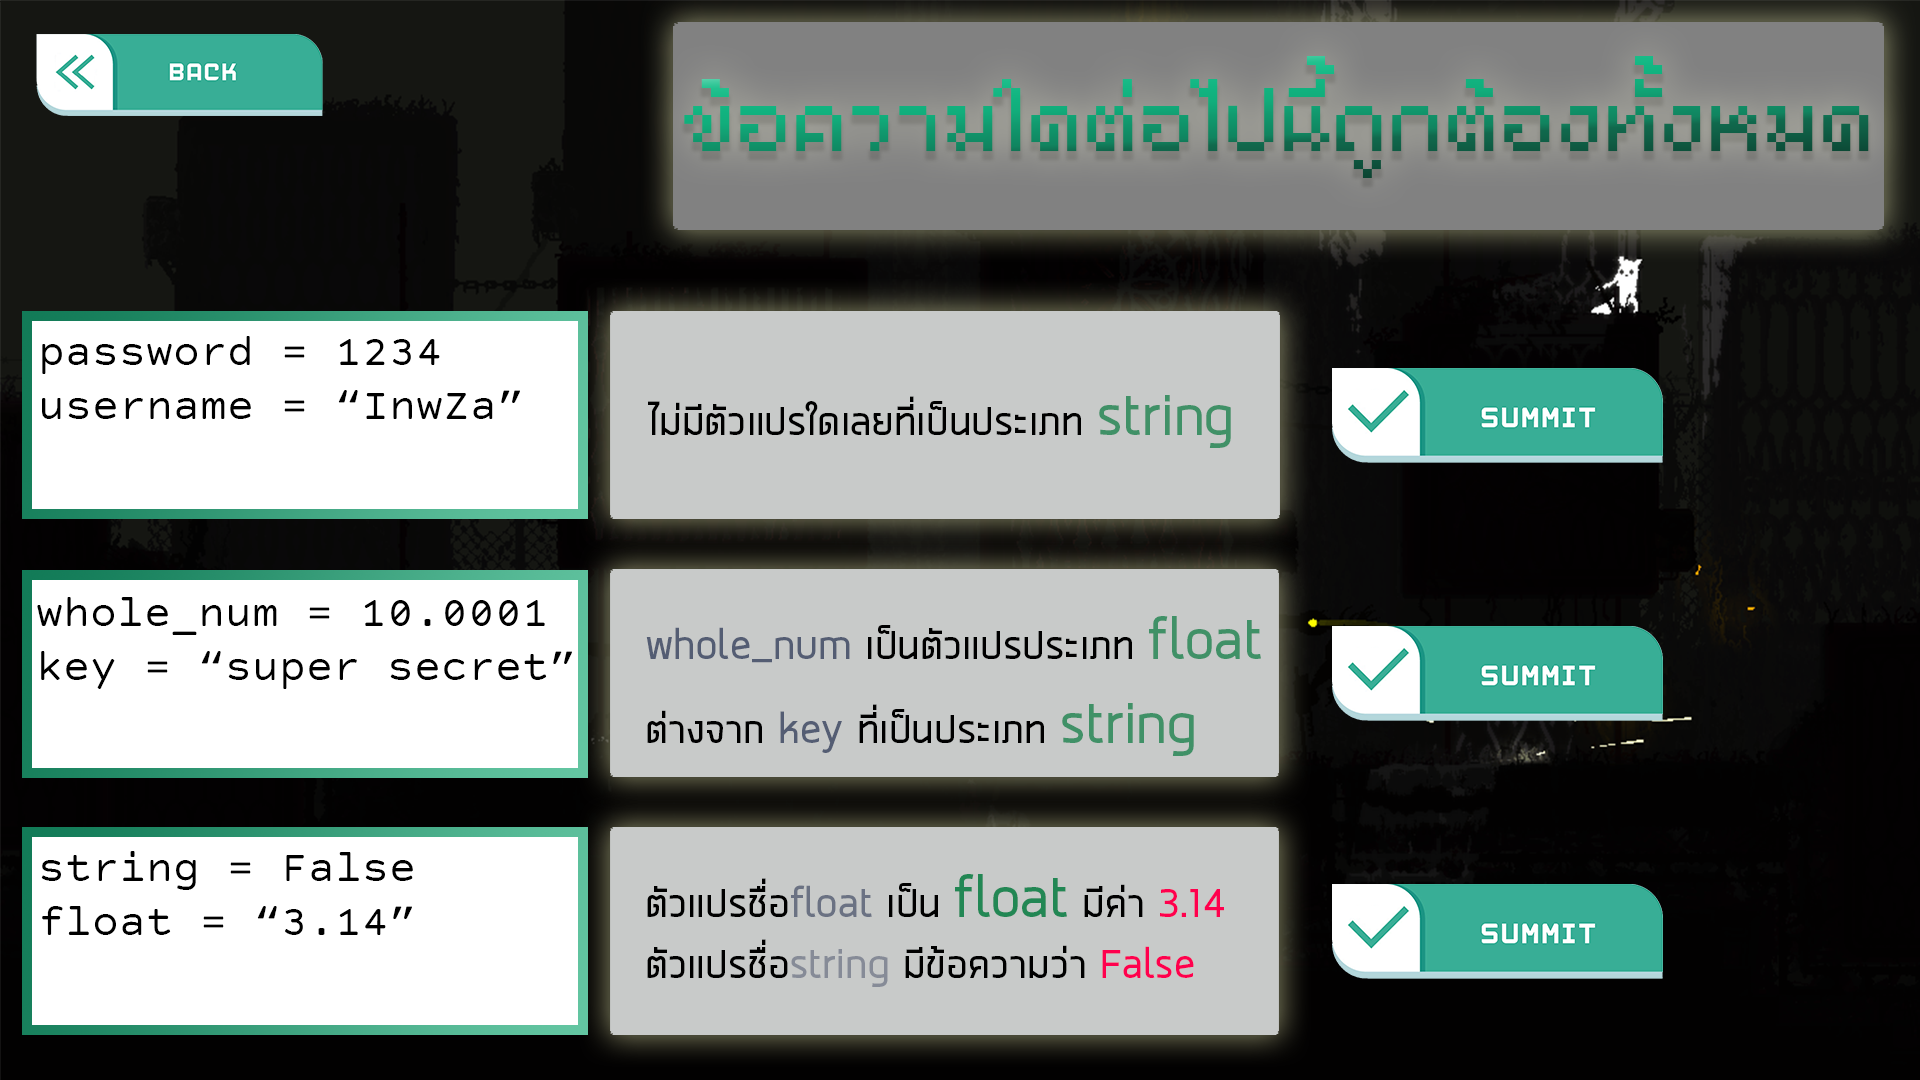 BACK
ข้อความใดต่อไปนี้ถูกต้องทั้งหมด
password = 1234
username = “InwZa”
ไม่มีตัวแปรใดเลยที่เป็นประเภท string
SUMMIT
whole_num = 10.0001
key = “super secret”
whole_num เป็นตัวแปรประเภท float
ต่างจาก key ที่เป็นประเภท string
SUMMIT
string = False
float = “3.14”
ตัวแปรชื่อfloat เป็น float มีค่า 3.14
ตัวแปรชื่อstring มีข้อความว่า False
SUMMIT